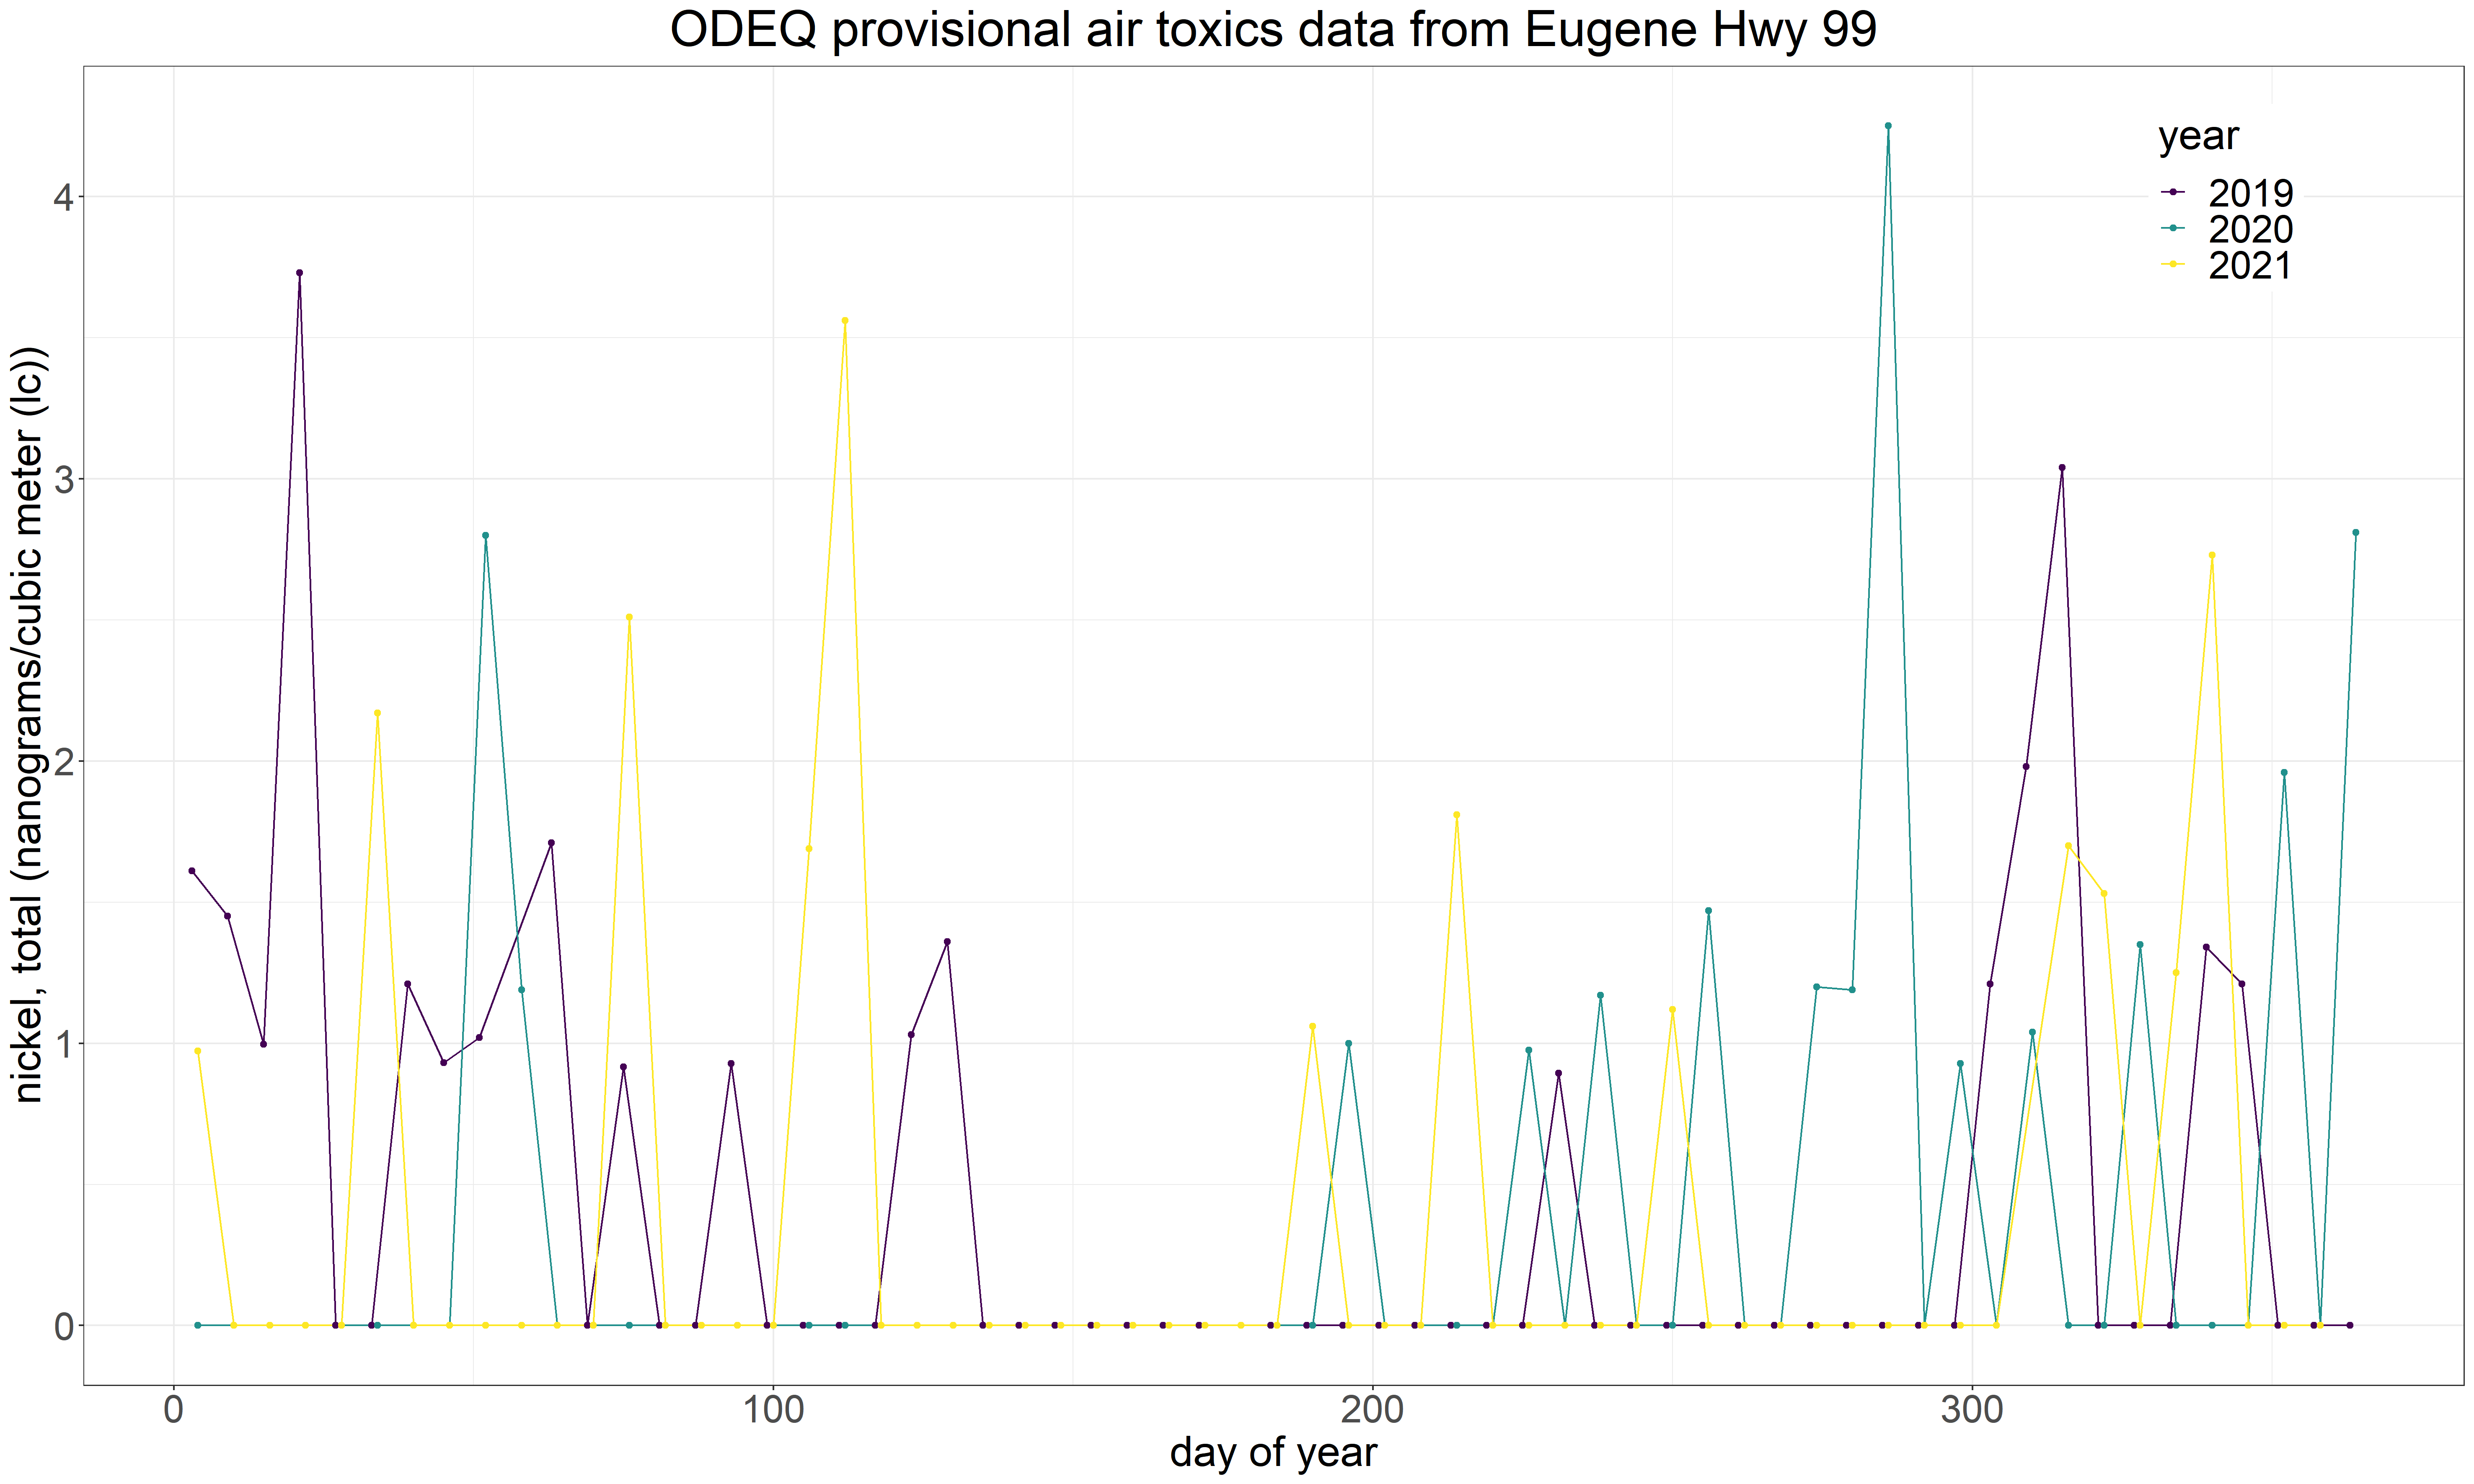 ODEQ provisional air toxics data from Eugene Hwy 99
nickel, total (nanograms/cubic meter (lc))
4
3
2
1
0
year
2019
2020
2021
0 100 200 300
day of year